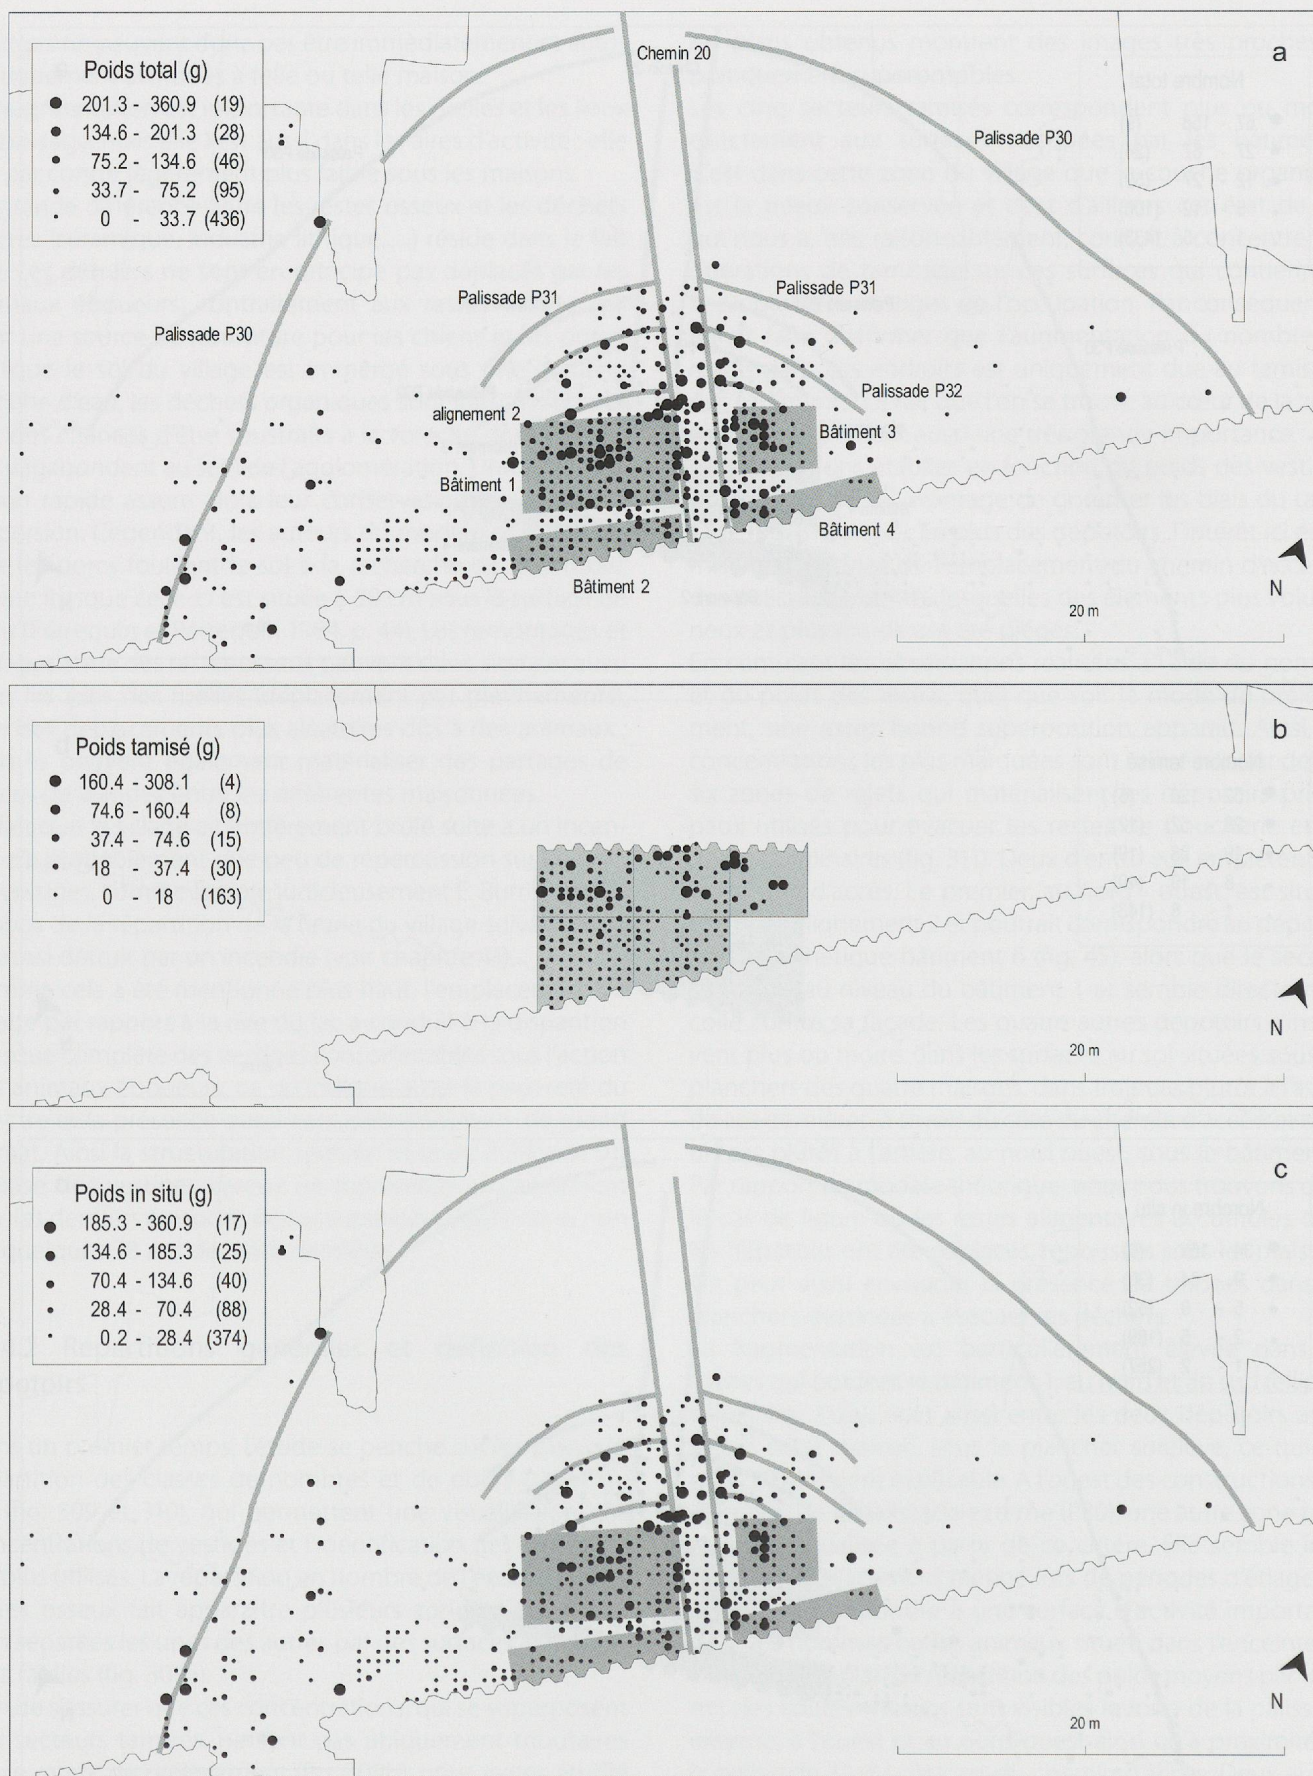 a
Poids total (g)
201.3 - 360.9 (19)
134.6 - 201.3 (28)
75.2 - 134.6 (46)
33.7 - 75.2 (95)
0 - 33.7 (436)
Chemin 20
Palissade P30
Palissade P31
Palissade P31
Palissade P30
Palissade P32
alignement 2
Bâtiment 3
Bâtiment 1
Bâtiment 4
Bâtiment 2
N
20 m
b
Poids tamisé (g)
160.4 - 308.1 (4)
74.6 - 160.4 (8)
37.4 - 74.6 (15)
18 - 37.4 (30)
0 - 18 (163)
N
20 m
c
Poids in situ (g)
185.3 - 360.9 (17)
134.6 - 185.3 (25)
70.4 - 134.6 (40)
28.4 - 70.4 (88)
0.2 - 28.4 (374)
N
20 m